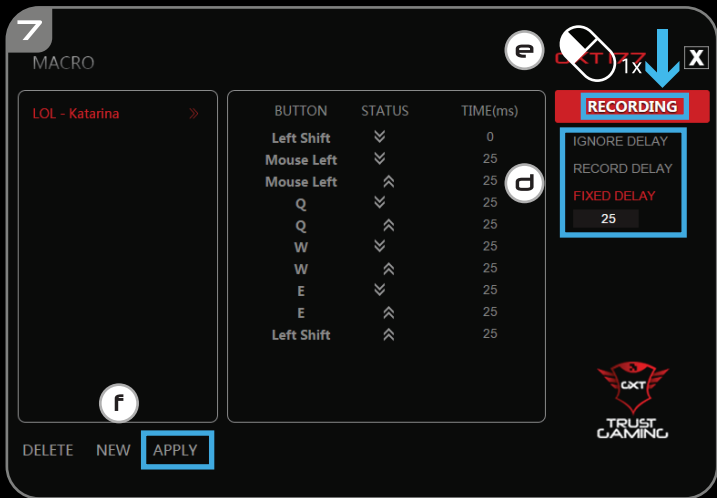 7
MACRO
e
GXT177
1x
X
LOL - Katarina
BUTTON STATUS TIME(ms)
Left Shift 0
Mouse Left 25
Mouse Left 25
Q 25
Q 25
W 25
W 25
E 25
E 25
Left Shift 25
RECORDING
IGNORE DELAY
d
RECORD DELAY
FIXED DELAY
25
GXT
TRUST
GAMING
f
DELETE NEW APPLY